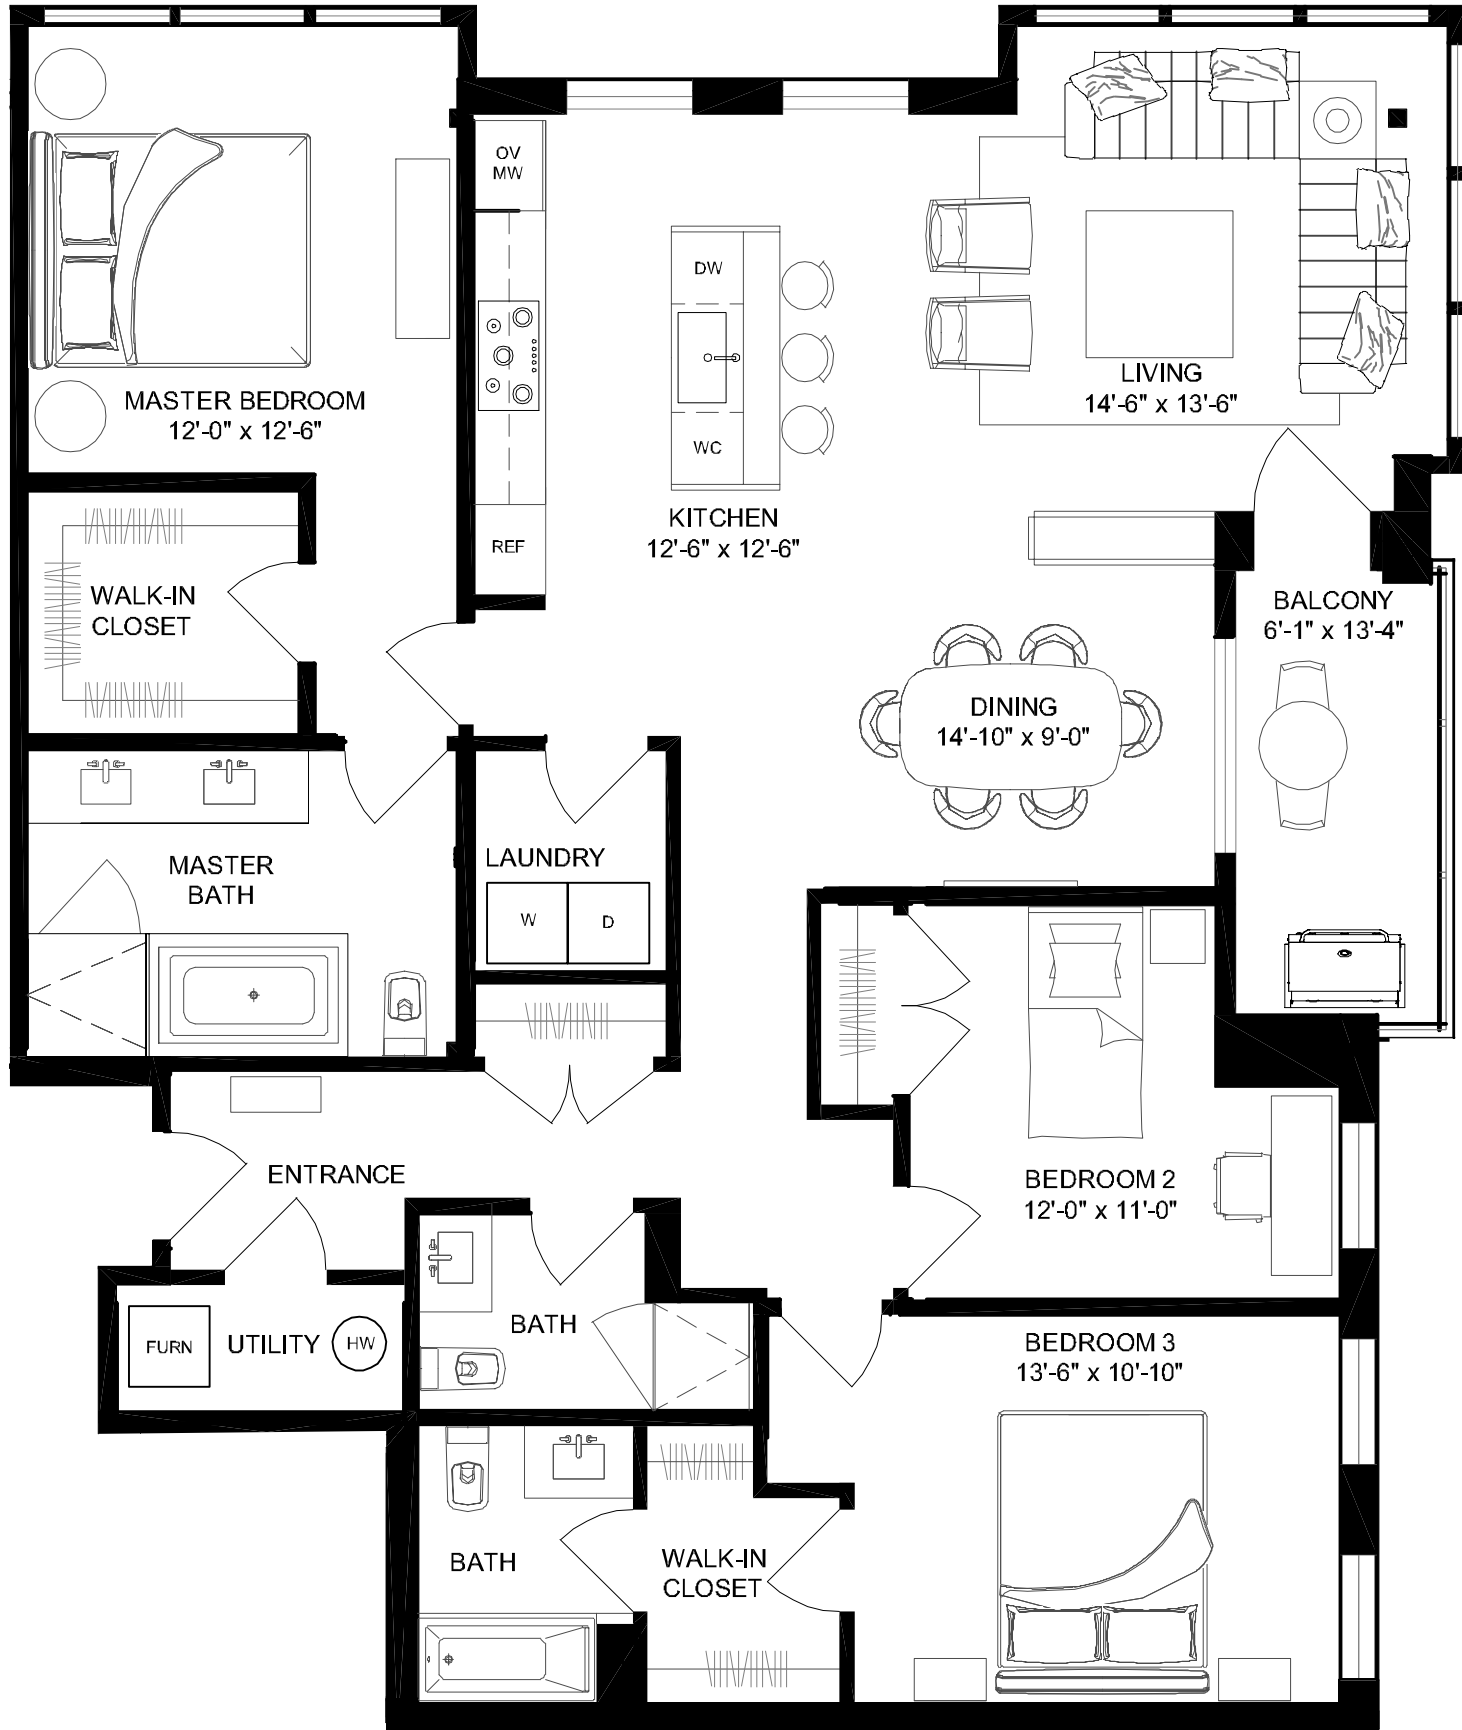 OV
MW
DW
LIVING
14'-6" x 13'-6"
MASTER BEDROOM
12'-0" x 12'-6"
WC
KITCHEN
12'-6" x 12'-6"
REF
WALK-IN
CLOSET
BALCONY
6'-1" x 13'-4"
DINING
14'-10" x 9'-0"
MASTER
BATH
LAUNDRY
W
D
ENTRANCE
BEDROOM 2
12'-0" x 11'-0"
FURN
UTILITY
HW
BATH
BEDROOM 3
13'-6" x 10'-10"
BATH
WALK-IN
CLOSET